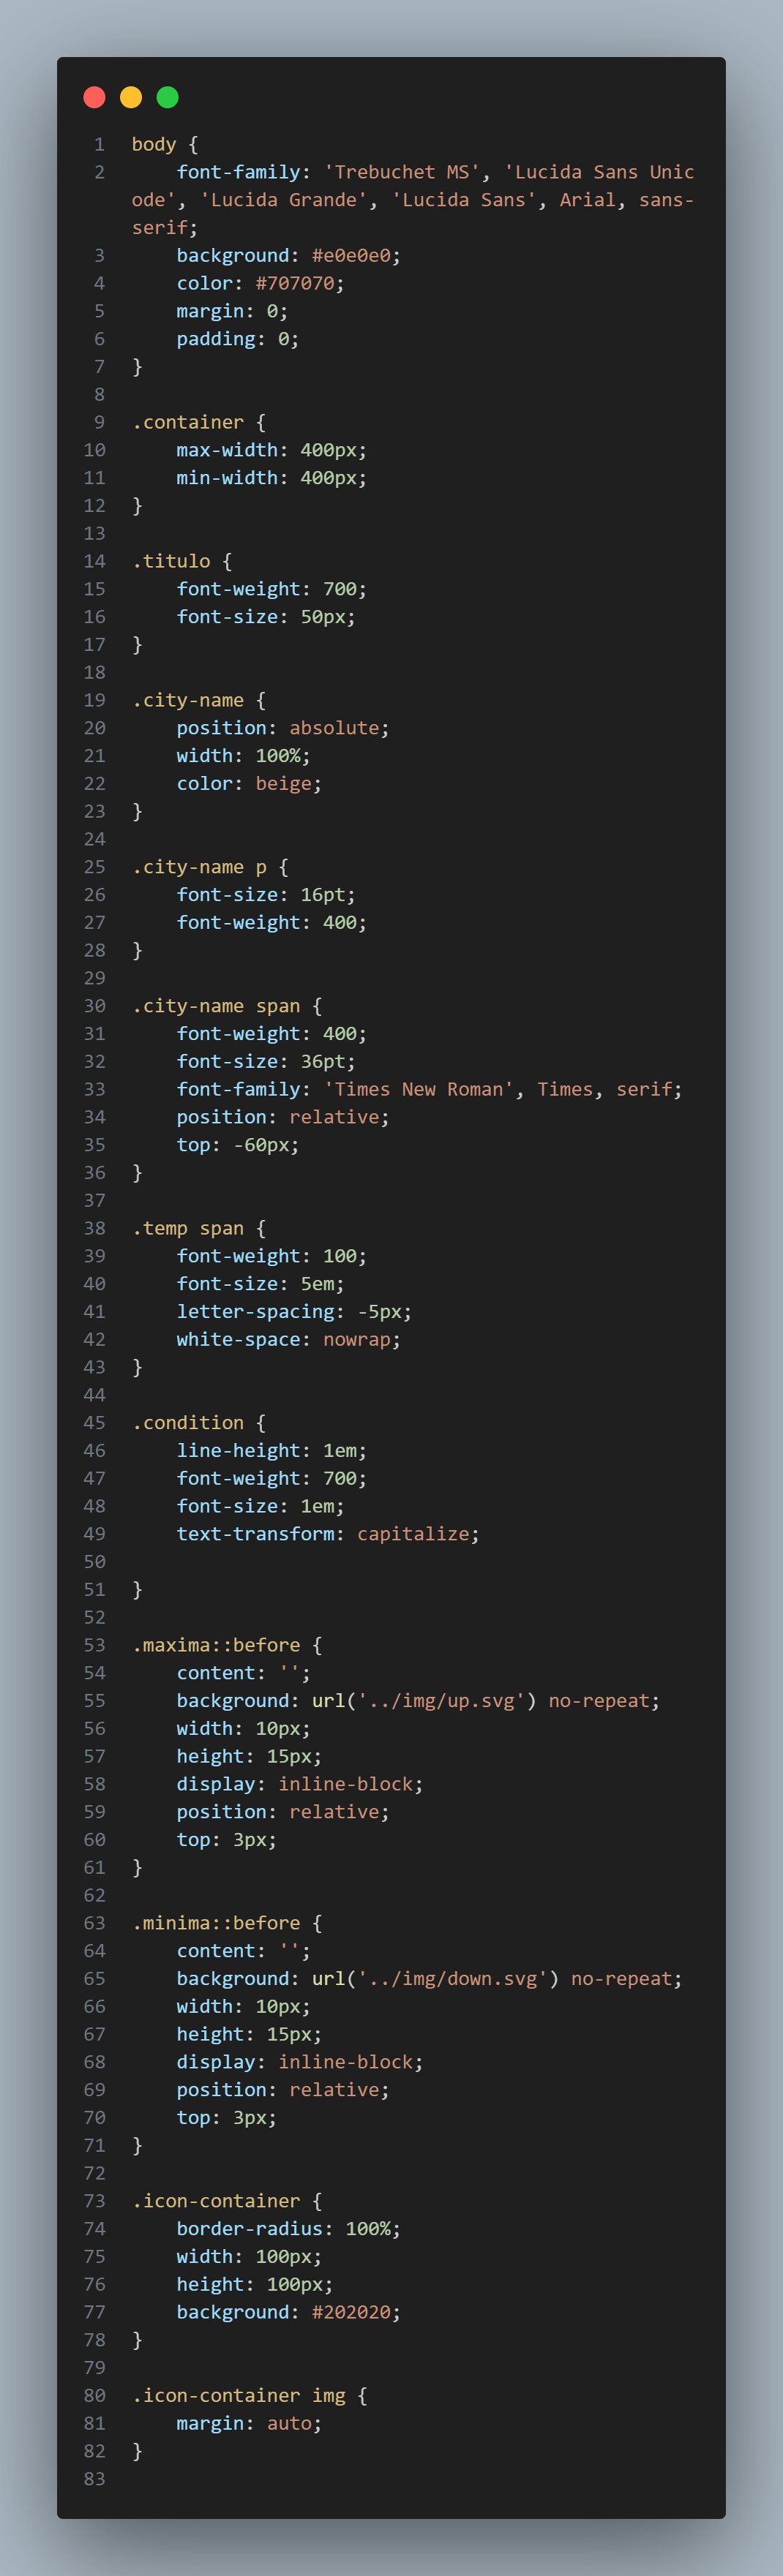 1 body {
2     font-family: 'Trebuchet MS', 'Lucida Sans Unic
ode', 'Lucida Grande', 'Lucida Sans', Arial, sans-
serif;
3     background: #e0e0e0;
4     color: #707070;
5     margin: 0;
6     padding: 0;
7 }
8
9 .container {
10     max-width: 400px;
11     min-width: 400px;
12 }
13
14 .titulo {
15     font-weight: 700;
16     font-size: 50px;
17 }
18
19 .city-name {
20     position: absolute;
21     width: 100%;
22     color: beige;
23 }
24
25 .city-name p {
26     font-size: 16pt;
27     font-weight: 400;
28 }
29
30 .city-name span {
31     font-weight: 400;
32     font-size: 36pt;
33     font-family: 'Times New Roman', Times, serif;
34     position: relative;
35     top: -60px;
36 }
37
38 .temp span {
39     font-weight: 100;
40     font-size: 5em;
41     letter-spacing: -5px;
42     white-space: nowrap;
43 }
44
45 .condition {
46     line-height: 1em;
47     font-weight: 700;
48     font-size: 1em;
49     text-transform: capitalize;
50
51 }
52
53 .maxima::before {
54     content: '';
55     background: url('../img/up.svg') no-repeat;
56     width: 10px;
57     height: 15px;
58     display: inline-block;
59     position: relative;
60     top: 3px;
61 }
62
63 .minima::before {
64     content: '';
65     background: url('../img/down.svg') no-repeat;
66     width: 10px;
67     height: 15px;
68     display: inline-block;
69     position: relative;
70     top: 3px;
71 }
72
73 .icon-container {
74     border-radius: 100%;
75     width: 100px;
76     height: 100px;
77     background: #202020;
78 }
79
80 .icon-container img {
81     margin: auto;
82 }
83